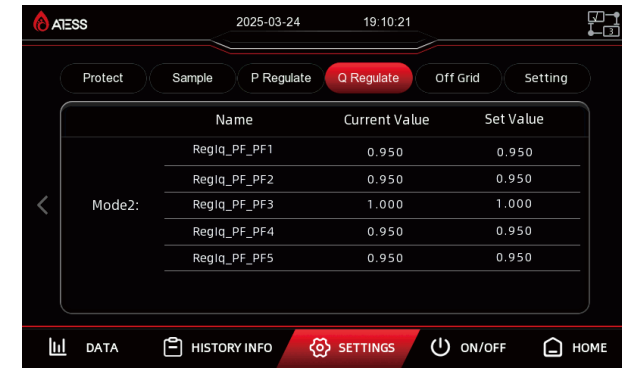 ATESS 2025-03-24 19:10:21
3
Protect Sample P Regulate Q Regulate Off Grid Setting
Name Current Value Set Value
RegIq_PF_PF1 0.950 0.950
RegIq_PF_PF2 0.950 0.950
Mode2: RegIq_PF_PF3 1.000 1.000
RegIq_PF_PF4 0.950 0.950
RegIq_PF_PF5 0.950 0.950
DATA HISTORY INFO SETTINGS ON/OFF HOME